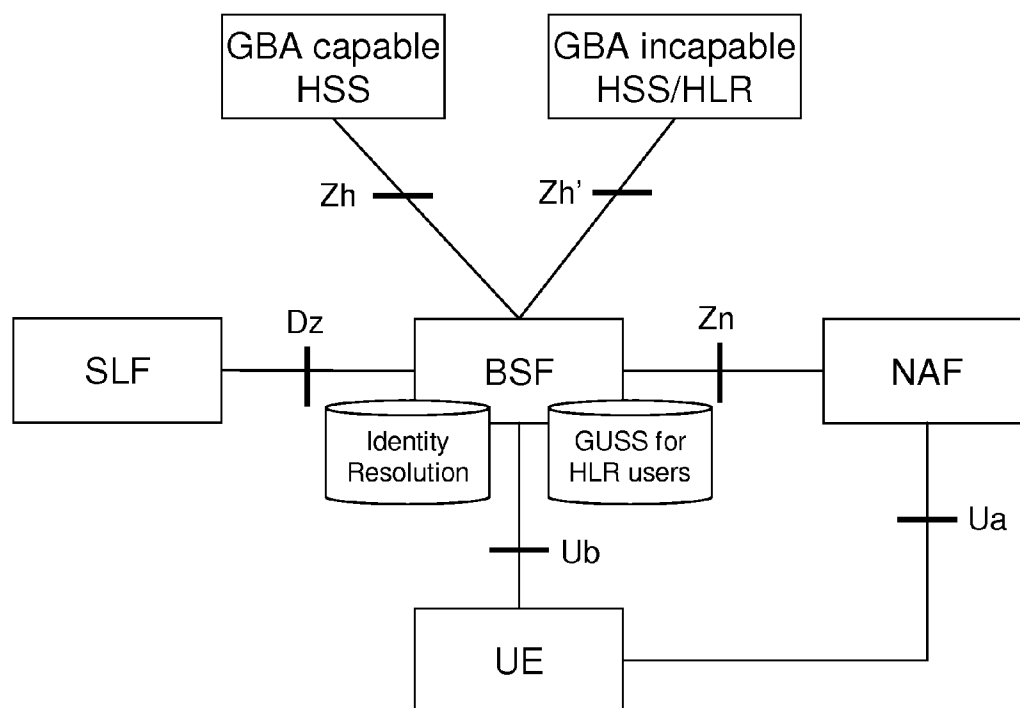 GBA capable
HSS
GBA incapable
HSS/HLR
Zh
Zh’
Dz
Zn
SLF
BSF
NAF
Identity
Resolution
GUSS for
HLR users
Ua
Ub
UE